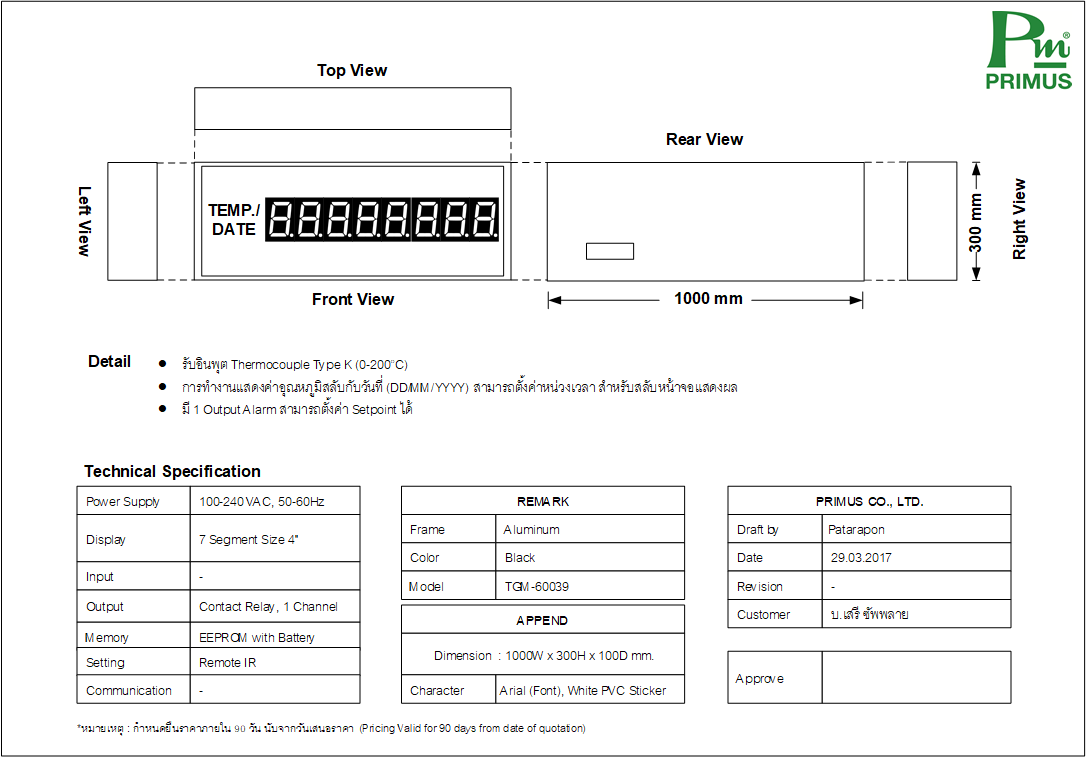 Pm®
PRIMUS
Top View
Rear View
Left View
TEMP./
DATE
88888888
300 mm
Right View
Front View
1000 mm
Detail
● รับอินพุต Thermocouple Type K (0-200°C)
● การทำงานแสดงค่าอุณหภูมิสลับกับวันที่ (DD/MM/YYYY) สามารถตั้งค่าหน่วงเวลา สำหรับสลับหน้าจอแสดงผล
● มี 1 Output Alarm สามารถตั้งค่า Setpoint ได้
Technical Specification
Power Supply 100-240VAC, 50-60Hz
Display 7 Segment Size 4"
Input -
Output Contact Relay, 1 Channel
Memory EEPROM with Battery
Setting Remote IR
Communication -
REMARK
Frame Aluminum
Color Black
Model TGM-60039
APPEND
Dimension : 1000W x 300H x 100D mm.
Character Arial (Font), White PVC Sticker
PRIMUS CO., LTD.
Draft by Patarapon
Date 29.03.2017
Revision -
Customer บ.เสรี ซัพพลาย
Approve
*หมายเหตุ : กำหนดยืนราคาภายใน 90 วัน นับจากวันเสนอราคา (Pricing Valid for 90 days from date of quotation)